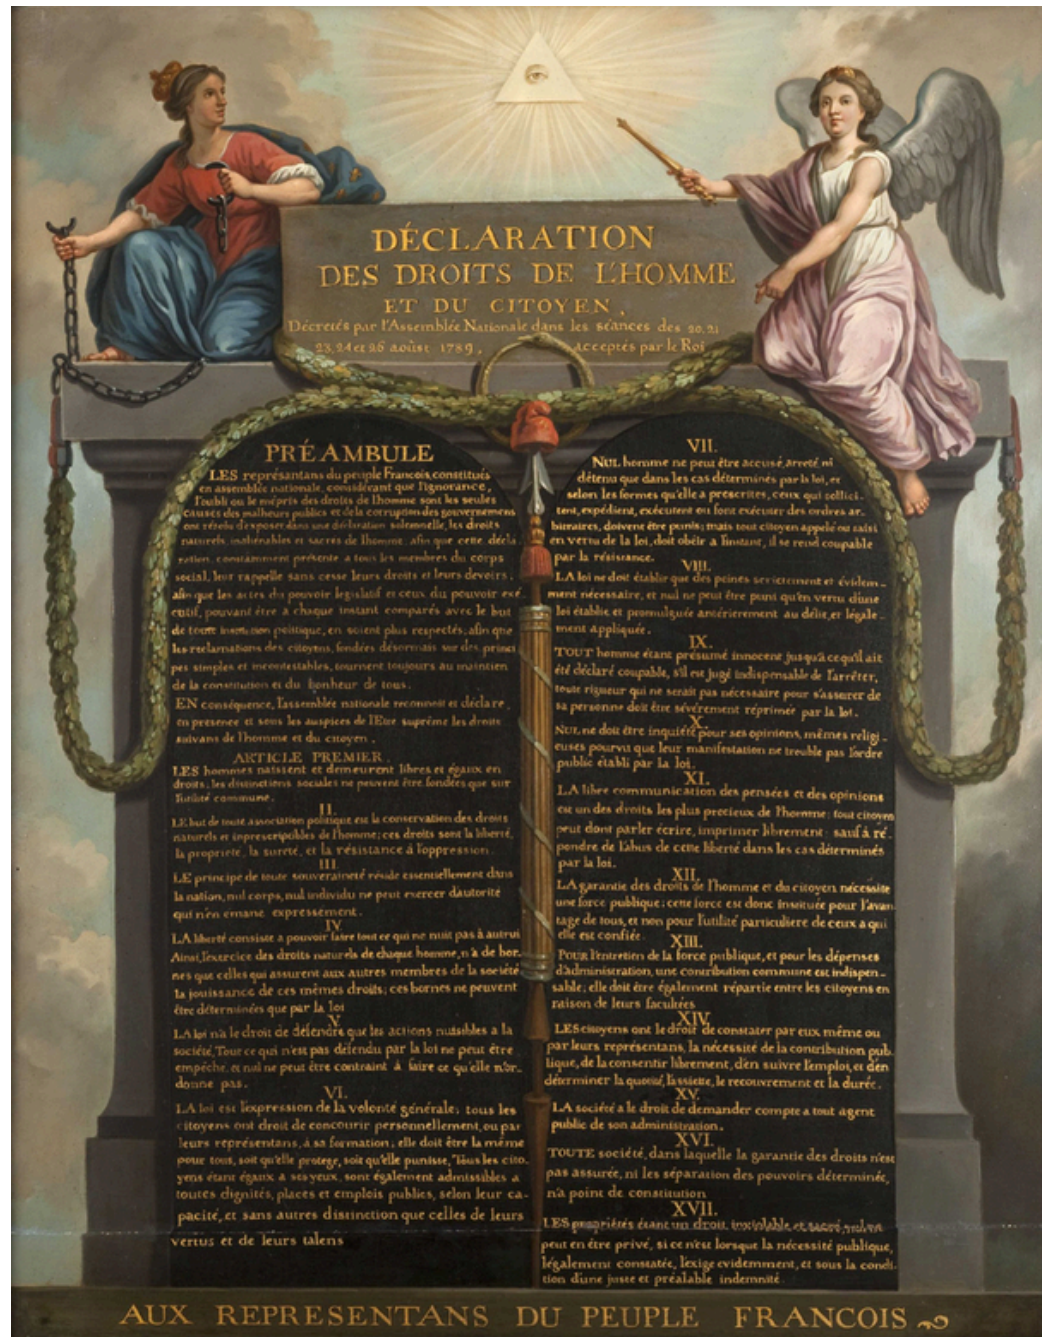 DÉCLARATION
DES DROITS DE L'HOMME
ET DU CITOYEN,
Décretés par l'Assemblée Nationale dans les séances des 20.21
23.24 et 26 aoûst 1789, acceptés par le Roi
PRÉAMBULE
LES représantans du peuple Francois, constitués
en assemblée nationale, considérant que l'ignorance,
l'oubli ou le mépris des droits de l'homme sont les seules
causes des malheurs publics et de la corruption des gouvernemens
ont résolu d'exposer dans une déclaration solemnelle, les droits
naturels, inaliénables et sacrés de l'homme, afin que cette décla
ration, constamment présente a tous les membres du corps
social, leur rappelle sans cesse leurs droits et leurs devoirs,
afin que les actes du pouvoir legislatif et ceux du pouvoir exé
cutif, pouvant être a chaque instant comparés avec le but
de toute institution politique, en soient plus respectés; afin que
les reclamations des citoyens, fondées désormais sur des princi
pes simples et incontestables, tournent toujours au maintien
de la constitution et du bonheur de tous.
EN conséquence, l'assemblée nationale reconnoit et déclare,
en presence et sous les auspices de l'Etre suprême les droits
suivans de l'homme et du citoyen.
ARTICLE PREMIER.
LES hommes naissent et demeurent libres et égaux en
droits, les distinctions sociales ne peuvent être fondées que sur
l'utilité commune.
II.
LE but de toute association politique est la conservation des droits
naturels et inprescripobles de l'homme; ces droits sont la liberté,
la propriete, la sureté, et la résistance à l'oppression.
III.
LE principe de toute souveraineté réside essentiellement dans
la nation, nul corps, nul individu ne peut exercer d'autorité
qui n'en emane expressément.
IV.
LA liberté consiste a pouvoir faire tout ce qui ne nuit pas à autrui
Ainsi, l'exercice des droits naturels de chaque homme, n'a de bor-
nes que celles qui assurent aux autres membres de la société
la jouissance de ces mêmes droits; ces bornes ne peuvent
être déterminées que par la loi
V.
LA loi n'a le droit de défendre que les actions nuisibles a la
société, Tout ce qui n'est pas défendu par la loi ne peut être
empêche, et nul ne peut être contraint à faire ce qu'elle n'or-
donne pas.
VI.
LA loi est l'expression de la volonté générale; tous les
citoyens ont droit de concourir personnellement, ou par
leurs représentans, à sa formation; elle doit être la même
pour tous, soit qu'elle protege, soit qu'elle punisse, Tous les cito-
yens étant égaux a ses yeux, sont également admissibles a
toutes dignités, places et emplois publics, selon leur ca-
pacité, et sans autres distinction que celles de leurs
vertus et de leurs talens
VII.
NUL homme ne peut être accusé, arreté, ni
détenu que dans les cas déterminés par la loi, et
selon les formes qu'elle a prescrites, ceux qui sollici-
tent, expédient, exécutent ou font exécuter des ordres ar-
bitraires, doivent être punis; mais tout citoyen appelé ou saisi
en vertu de la loi, doit obéir à l'instant, il se rend coupable
par la résistance.
VIII.
LA loi ne doit établir que des peines strictement et évidem-
ment nécessaire, et nul ne peut être puni qu'en vertu d'une
loi établie et promulguée antérierement au délit, et légale-
ment appliquée.
IX.
TOUT homme étant présumé innocent jusqu'a ce qu'il ait
été déclaré coupable, s'il est jugé indispensable de l'arrêter,
toute rigueur qui ne serait pas nécessaire pour s'assurer de
sa personne doit être sévérement réprimée par la loi.
X.
NUL ne doit être inquiété pour ses opinions, mêmes religi-
euses pourvu que leur manifestation ne trouble pas l'ordre
public établi par la loi.
XI.
LA libre communication des pensées et des opinions
est un des droits les plus precieux de l'homme; tout citoyen
peut dont parler écrire, imprimer librement: sauf à ré-
pondre de l'abus de cette liberté dans les cas déterminés
par la loi.
XII.
LA garantie des droits de l'homme et du citoyen nécessite
une force publique; cette force est donc instituée pour l'avan-
tage de tous, et non pour l'utilité particuliere de ceux a qui
elle est confiée.
XIII.
POUR l'entretien de la force publique, et pour les dépenses
d'administration, une contribution commune est indispen-
sable; elle doit être également répartie entre les citoyens en
raison de leurs facultées
XIV.
LES citoyens ont le droit de constater par eux même ou
par leurs représentans, la nécessité de la contribution pub-
lique, de la consentir librement, d'en suivre l'emploi, et d'en
déterminer la quotité, l'assiette, le recouvrement et la durée.
XV.
LA société a le droit de demander compte a tout agent
public de son administration.
XVI.
TOUTE société, dans laquelle la garantie des droits n'est
pas assurée, ni les séparation des pouvoirs déterminée,
n'a point de constitution
XVII.
LES propriétés étant un droit inviolable et sacré, nul ne
peut en être privé, si ce n'est lorsque la nécessité publique,
légalement constatée, l'exige evidemment, et sous la condi-
tion d'une juste et préalable indemnité.
AUX REPRESENTANS DU PEUPLE FRANCOIS